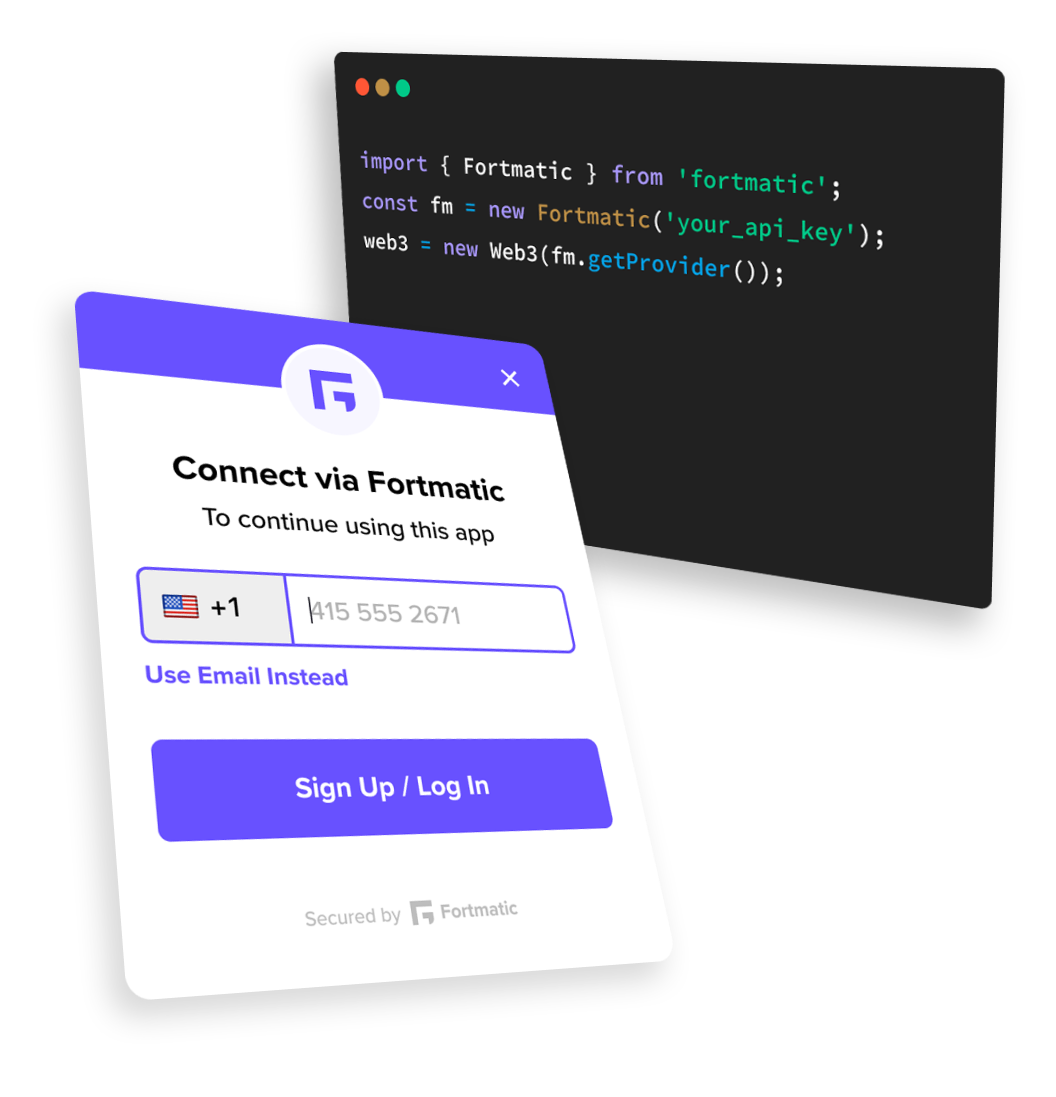 import { Fortmatic } from 'fortmatic';
const fm = new Fortmatic('your_api_key');
web3 = new Web3(fm.getProvider());
Connect via Fortmatic
To continue using this app
+1 415 555 2671
Use Email Instead
Sign Up / Log In
Secured by Fortmatic